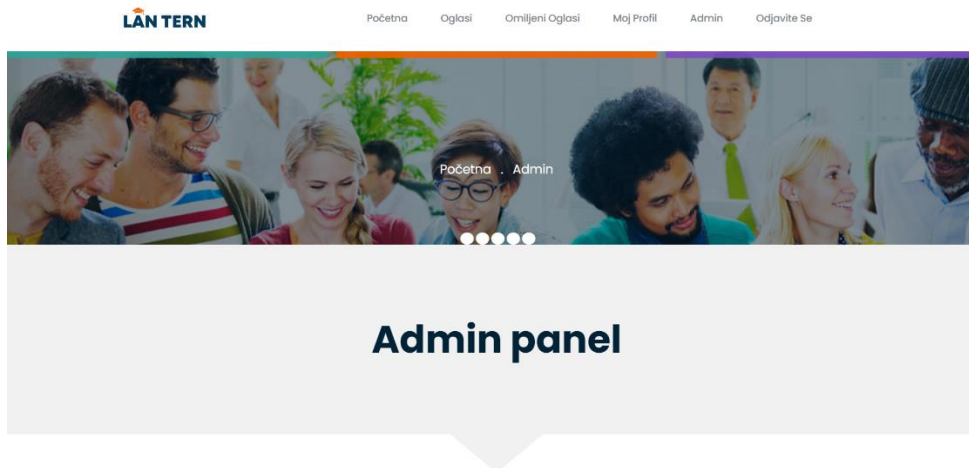 LAN TERN
Početna Oglasi Omiljeni Oglasi Moj Profil Admin Odjavite Se
Početna . Admin
Admin panel